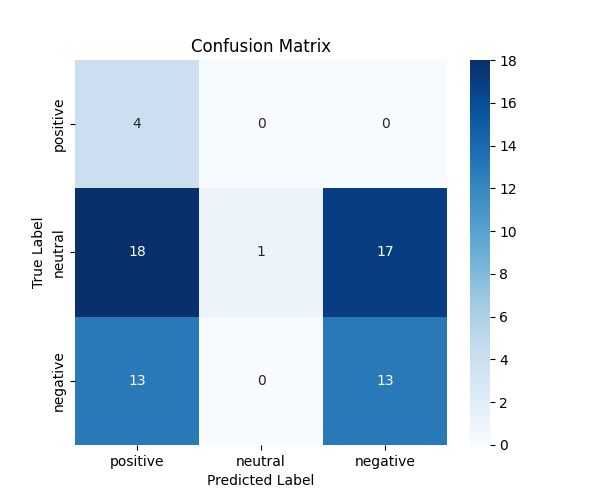 Confusion Matrix
True Label
positive
neutral
negative
4 0 0
18 1 17
13 0 13
positive neutral negative
Predicted Label
18
16
14
12
10
8
6
4
2
0